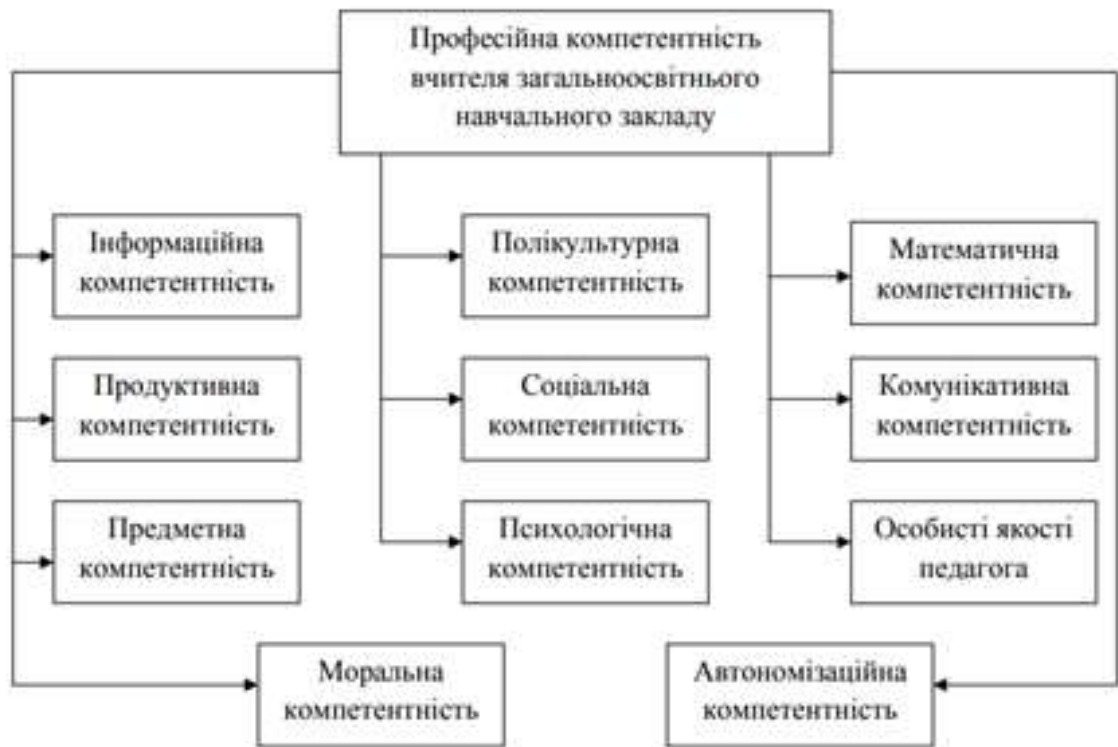 Професійна компетентність
вчителя загальноосвітнього
навчального закладу
Інформаційна
компетентність
Полікультурна
компетентність
Математична
компетентність
Продуктивна
компетентність
Соціальна
компетентність
Комунікативна
компетентність
Предметна
компетентність
Психологічна
компетентність
Особисті якості
педагога
Моральна
компетентність
Автономізаційна
компетентність